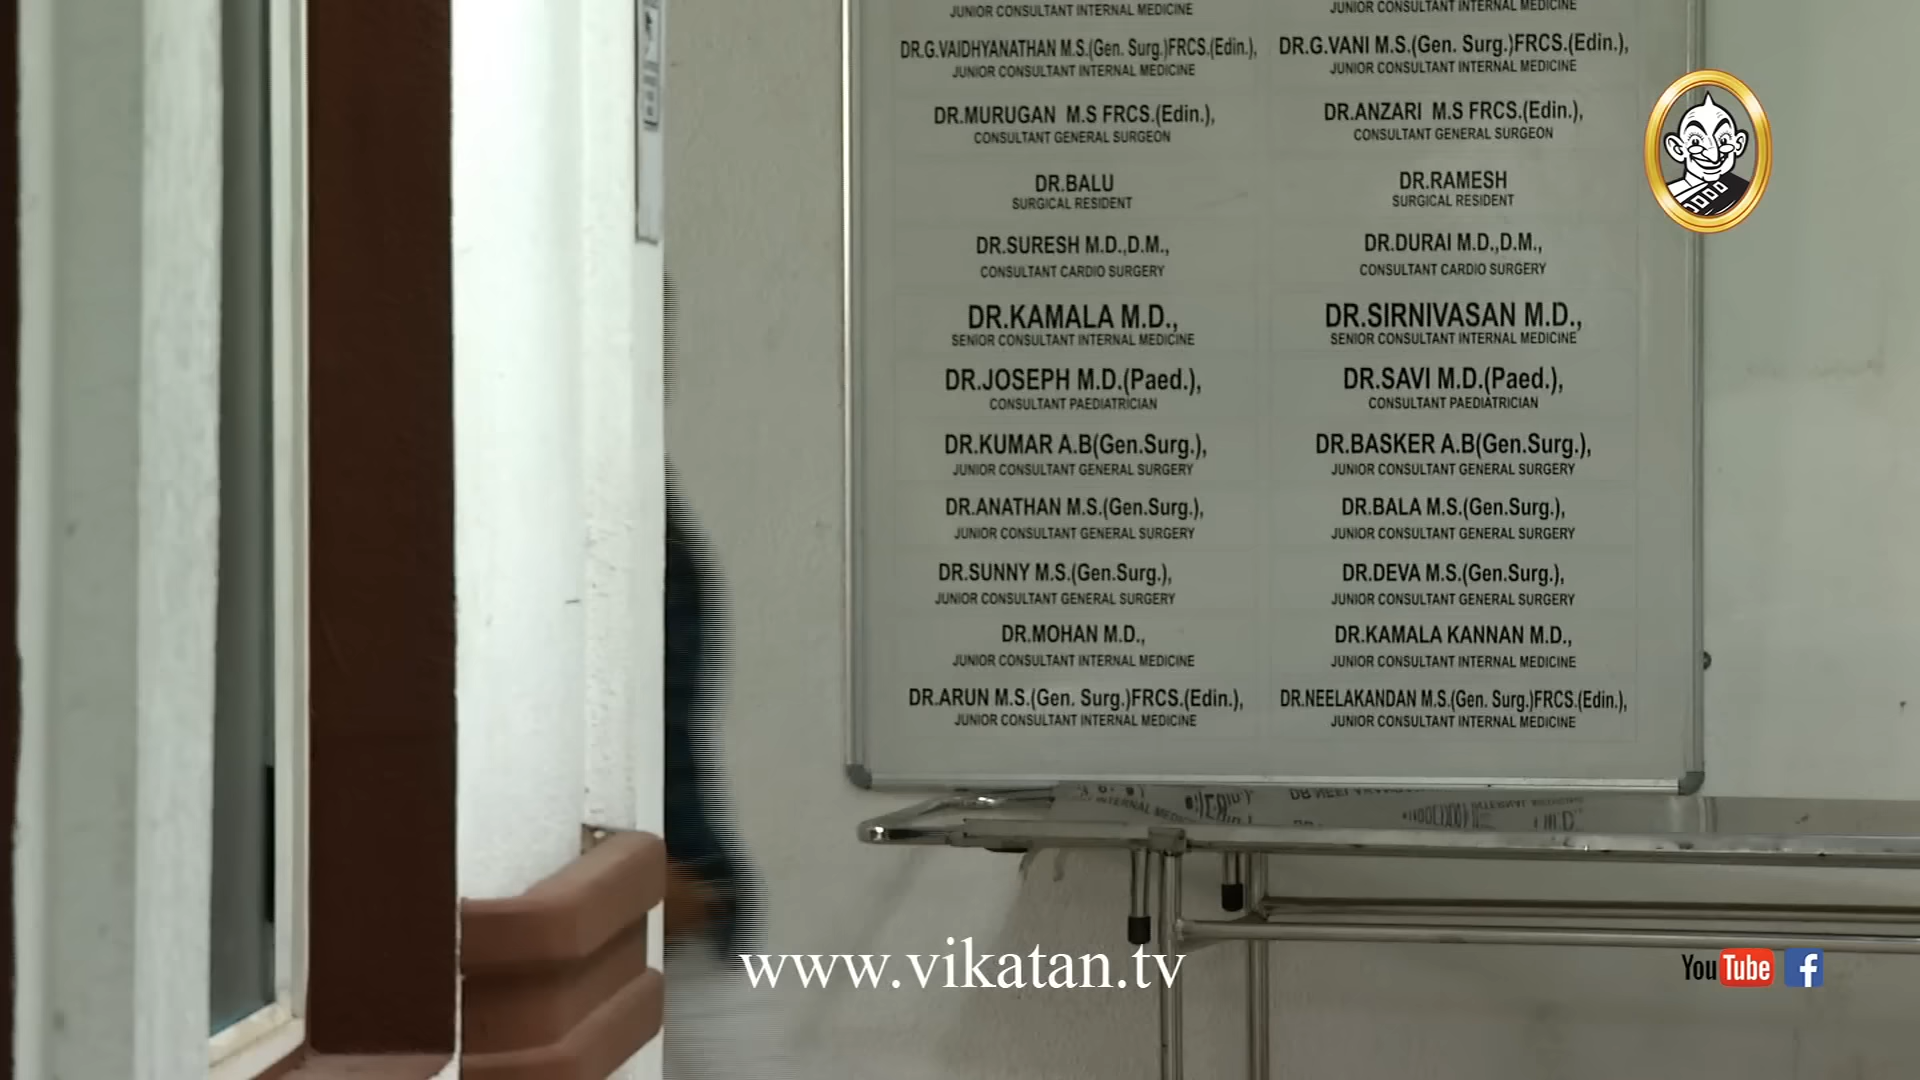 JUNIOR CONSULTANT INTERNAL MEDICINE
JUNIOR CONSULTANT INTERNAL MEDICINE
DR.G.VAIDHYANATHAN M.S.(Gen. Surg.)FRCS.(Edin.),
JUNIOR CONSULTANT INTERNAL MEDICINE
DR.G.VANI M.S.(Gen. Surg.)FRCS.(Edin.),
JUNIOR CONSULTANT INTERNAL MEDICINE
DR.MURUGAN M.S FRCS.(Edin.),
CONSULTANT GENERAL SURGEON
DR.ANZARI M.S FRCS.(Edin.),
CONSULTANT GENERAL SURGEON
DR.BALU
SURGICAL RESIDENT
DR.RAMESH
SURGICAL RESIDENT
DR.SURESH M.D.,D.M.,
CONSULTANT CARDIO SURGERY
DR.DURAI M.D.,D.M.,
CONSULTANT CARDIO SURGERY
DR.KAMALA M.D.,
SENIOR CONSULTANT INTERNAL MEDICINE
DR.SIRNIVASAN M.D.,
SENIOR CONSULTANT INTERNAL MEDICINE
DR.JOSEPH M.D.(Paed.),
CONSULTANT PAEDIATRICIAN
DR.SAVI M.D.(Paed.),
CONSULTANT PAEDIATRICIAN
DR.KUMAR A.B(Gen.Surg.),
JUNIOR CONSULTANT GENERAL SURGERY
DR.BASKER A.B(Gen.Surg.),
JUNIOR CONSULTANT GENERAL SURGERY
DR.ANATHAN M.S.(Gen.Surg.),
JUNIOR CONSULTANT GENERAL SURGERY
DR.BALA M.S.(Gen.Surg.),
JUNIOR CONSULTANT GENERAL SURGERY
DR.SUNNY M.S.(Gen.Surg.),
JUNIOR CONSULTANT GENERAL SURGERY
DR.DEVA M.S.(Gen.Surg.),
JUNIOR CONSULTANT GENERAL SURGERY
DR.MOHAN M.D.,
JUNIOR CONSULTANT INTERNAL MEDICINE
DR.KAMALA KANNAN M.D.,
JUNIOR CONSULTANT INTERNAL MEDICINE
DR.ARUN M.S.(Gen. Surg.)FRCS.(Edin.),
JUNIOR CONSULTANT INTERNAL MEDICINE
DR.NEELAKANDAN M.S.(Gen. Surg.)FRCS.(Edin.),
JUNIOR CONSULTANT INTERNAL MEDICINE
www.vikatan.tv
YouTube f